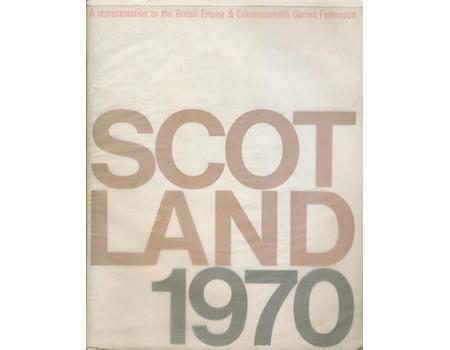 A representation to the British Empire & Commonwealth Games Federation
SCOT
LAND
1970